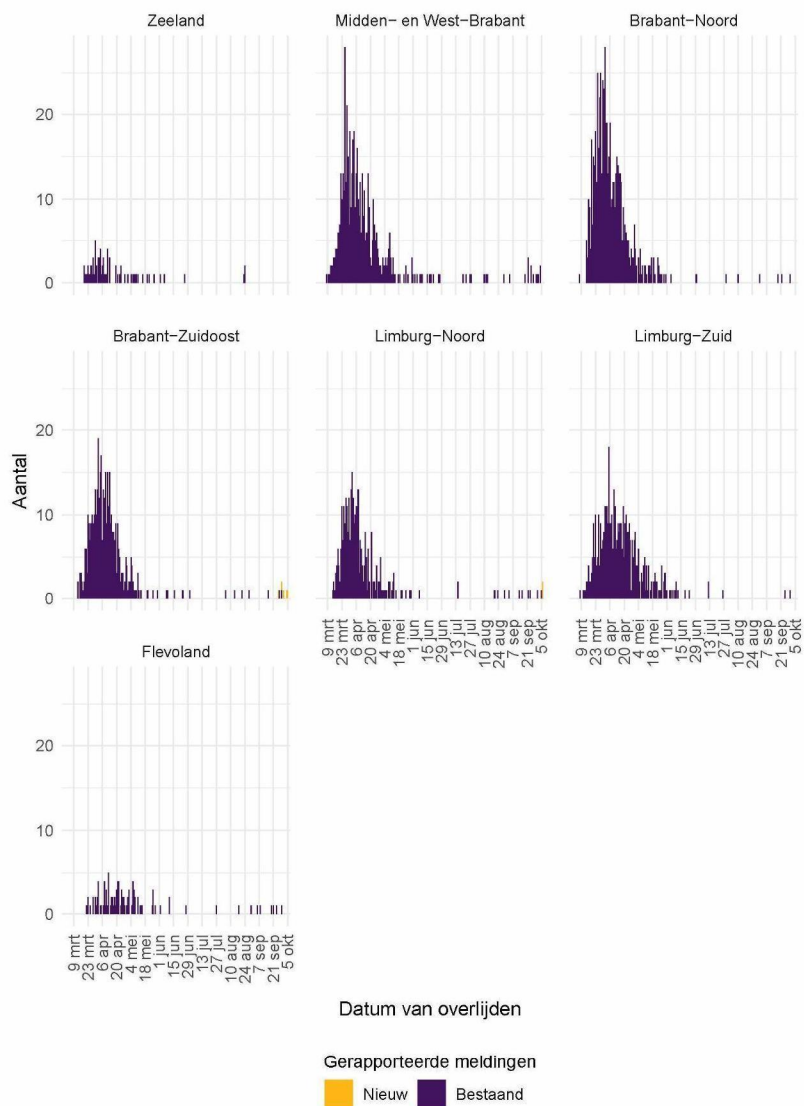 Zeeland
Midden- en West-Brabant
Brabant-Noord
20
10
0
Brabant-Zuidoost
Limburg-Noord
Limburg-Zuid
20
10
0
9 mrt
23 mrt
6 apr
20 apr
4 mei
18 mei
1 jun
15 jun
29 jun
13 jul
27 jul
10 aug
24 aug
7 sep
21 sep
5 okt
9 mrt
23 mrt
6 apr
20 apr
4 mei
18 mei
1 jun
15 jun
29 jun
13 jul
27 jul
10 aug
24 aug
7 sep
21 sep
5 okt
Flevoland
20
10
0
9 mrt
23 mrt
6 apr
20 apr
4 mei
18 mei
1 jun
15 jun
29 jun
13 jul
27 jul
10 aug
24 aug
7 sep
21 sep
5 okt
Aantal
Datum van overlijden
Gerapporteerde meldingen
Nieuw
Bestaand